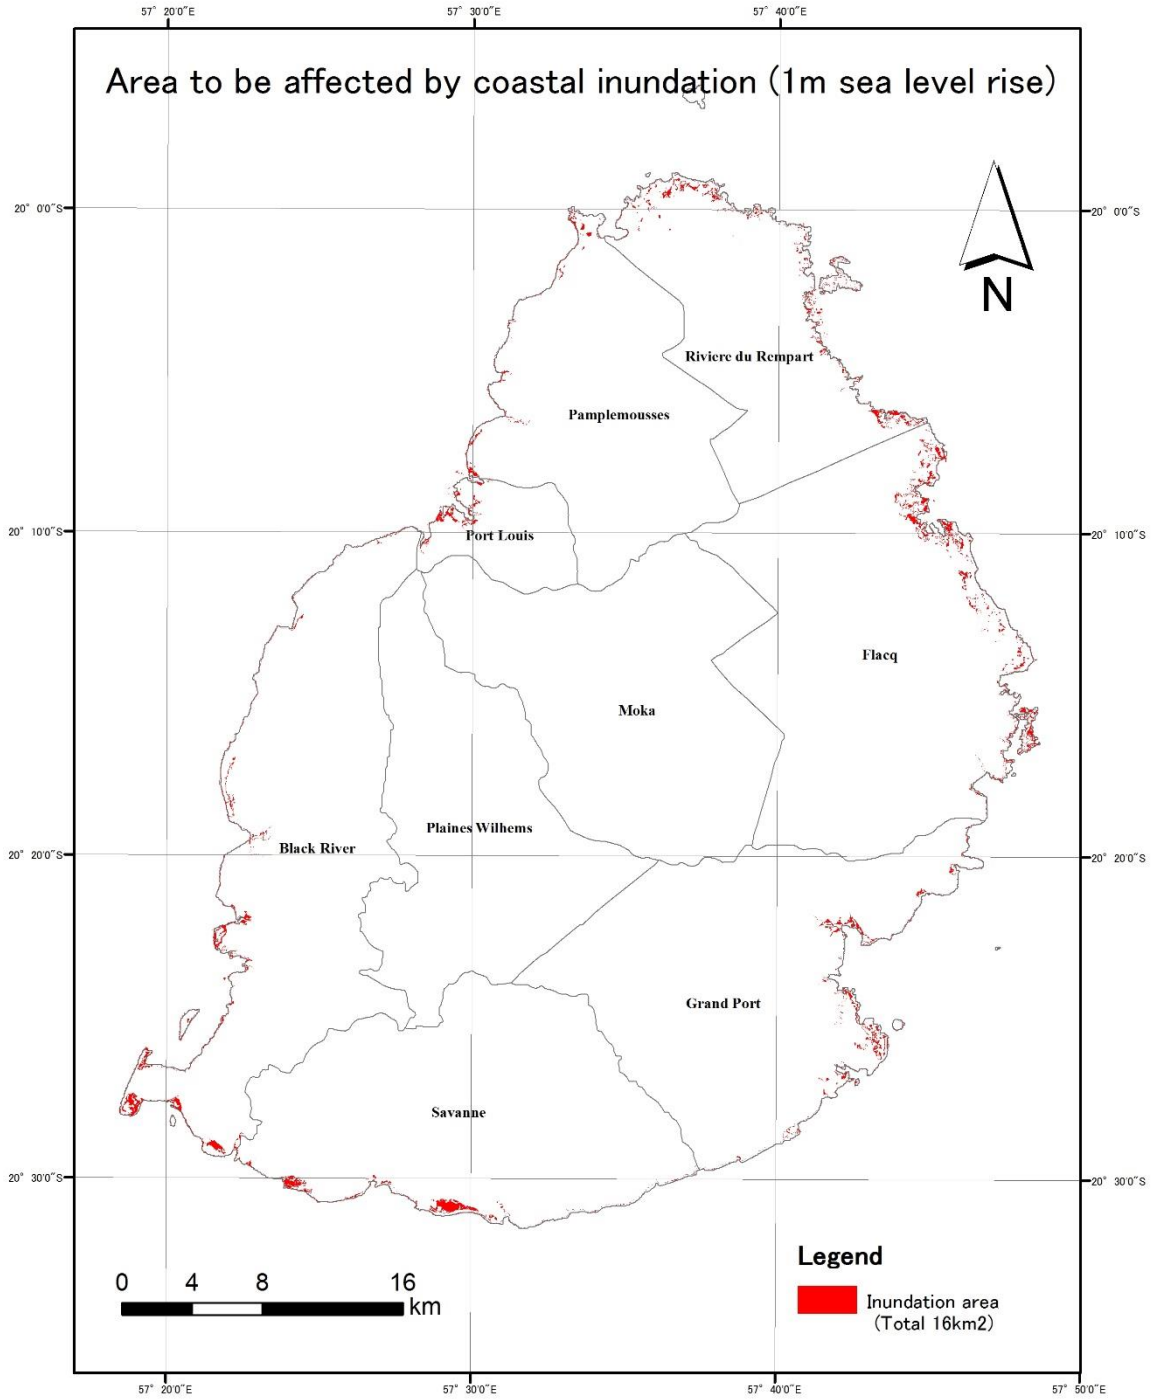 57° 20′0″E 57° 30′0″E 57° 40′0″E
Area to be affected by coastal inundation (1m sea level rise)
20° 0′0″S 20° 0′0″S
N
Riviere du Rempart
Pamplemousses
20° 10′0″S 20° 10′0″S
Port Louis
Flacq
Moka
Plaines Wilhems
Black River
20° 20′0″S 20° 20′0″S
Grand Port
Savanne
20° 30′0″S 20° 30′0″S
Legend
0 4 8 16
km
Inundation area
(Total 16km2)
57° 20′0″E 57° 30′0″E 57° 40′0″E 57° 50′0″E